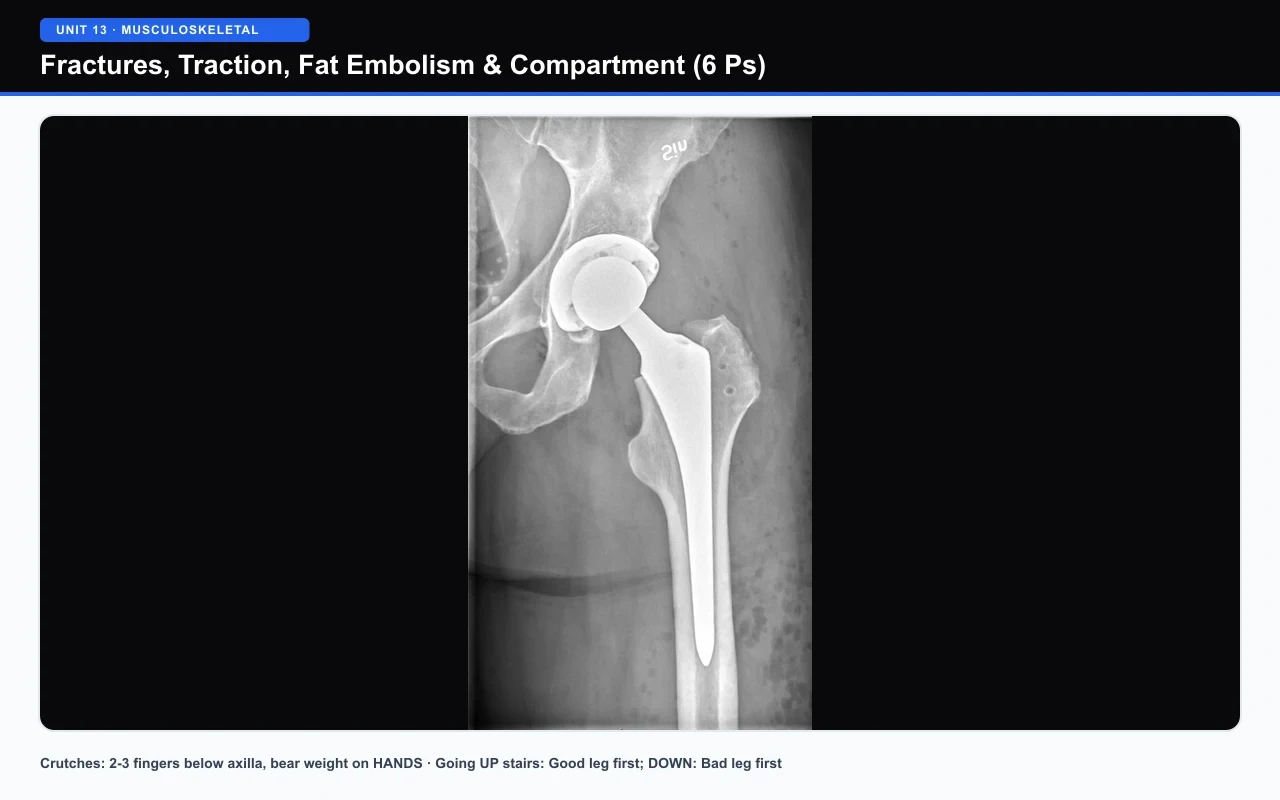 UNIT 13 · MUSCULOSKELETAL
Fractures, Traction, Fat Embolism & Compartment (6 Ps)
Sin
Crutches: 2-3 fingers below axilla, bear weight on HANDS · Going UP stairs: Good leg first; DOWN: Bad leg first